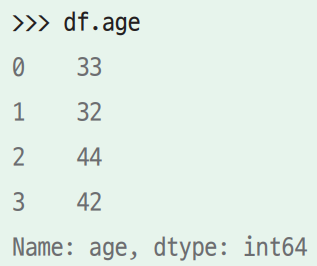 >>> df.age
0    33
1    32
2    44
3    42
Name: age, dtype: int64